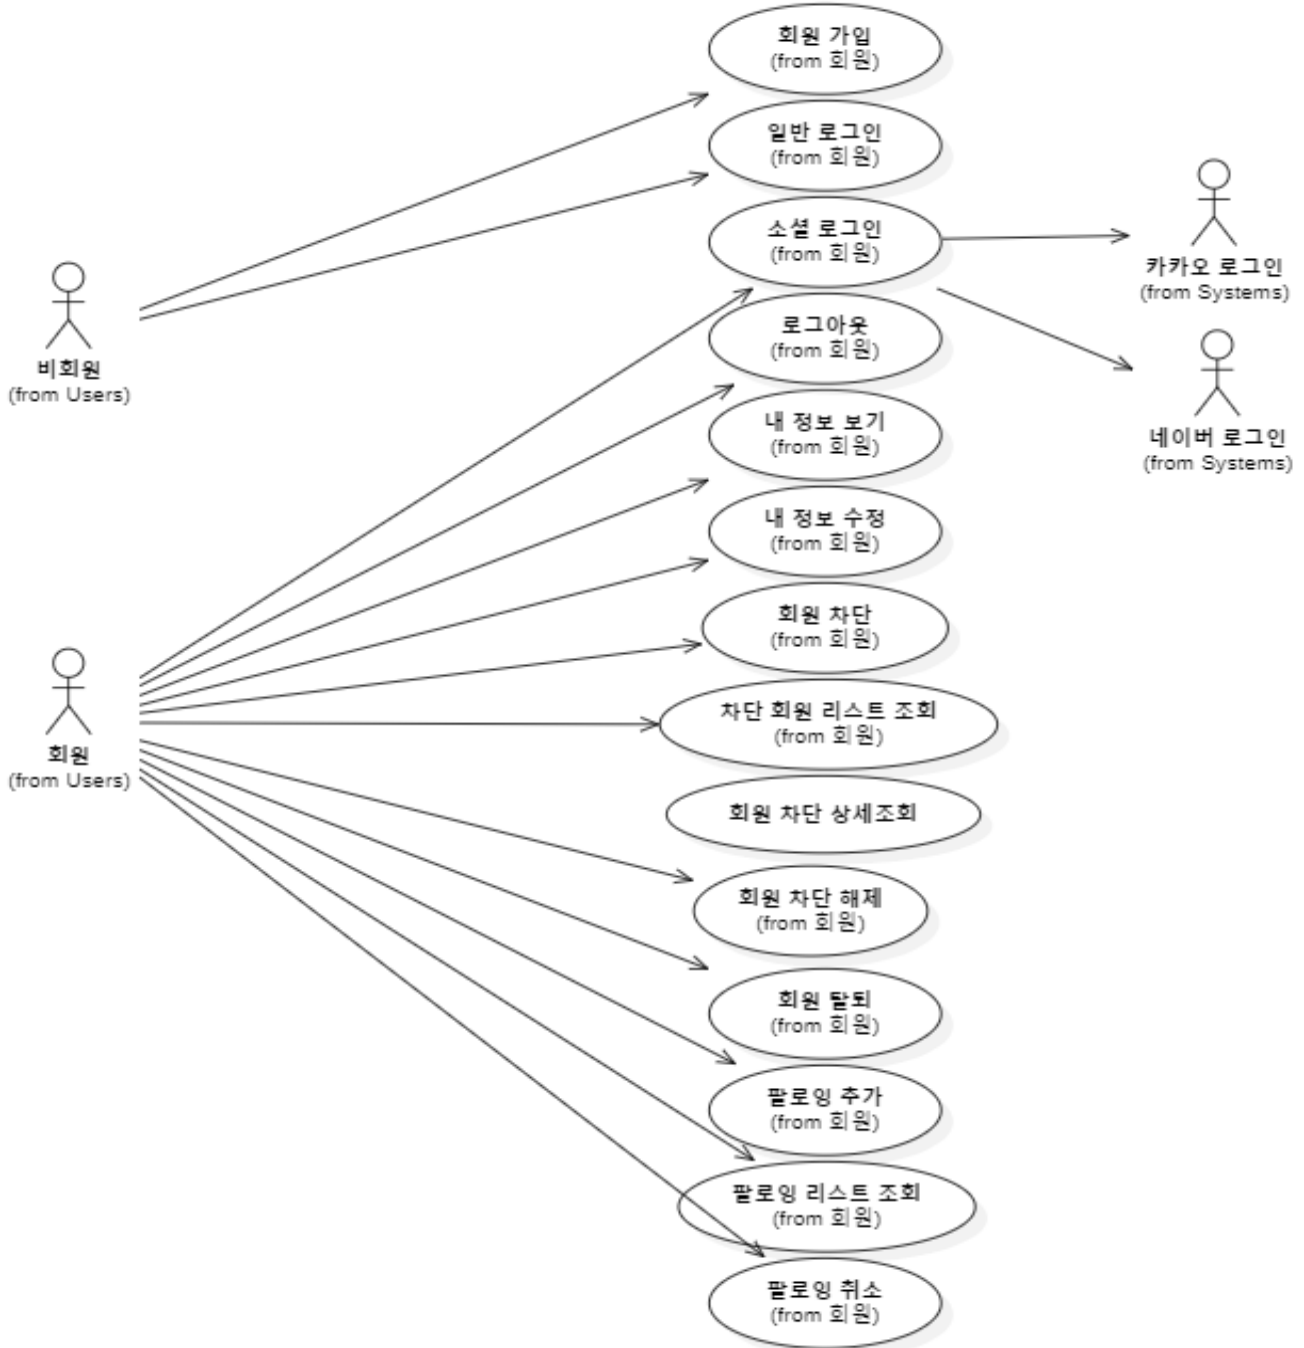 회원 가입
(from 회원)
일반 로그인
(from 회원)
소셜 로그인
(from 회원)
카카오 로그인
(from Systems)
로그아웃
(from 회원)
비회원
(from Users)
내 정보 보기
(from 회원)
네이버 로그인
(from Systems)
내 정보 수정
(from 회원)
회원 차단
(from 회원)
차단 회원 리스트 조회
(from 회원)
회원
(from Users)
회원 차단 상세조회
회원 차단 해제
(from 회원)
회원 탈퇴
(from 회원)
팔로잉 추가
(from 회원)
팔로잉 리스트 조회
(from 회원)
팔로잉 취소
(from 회원)